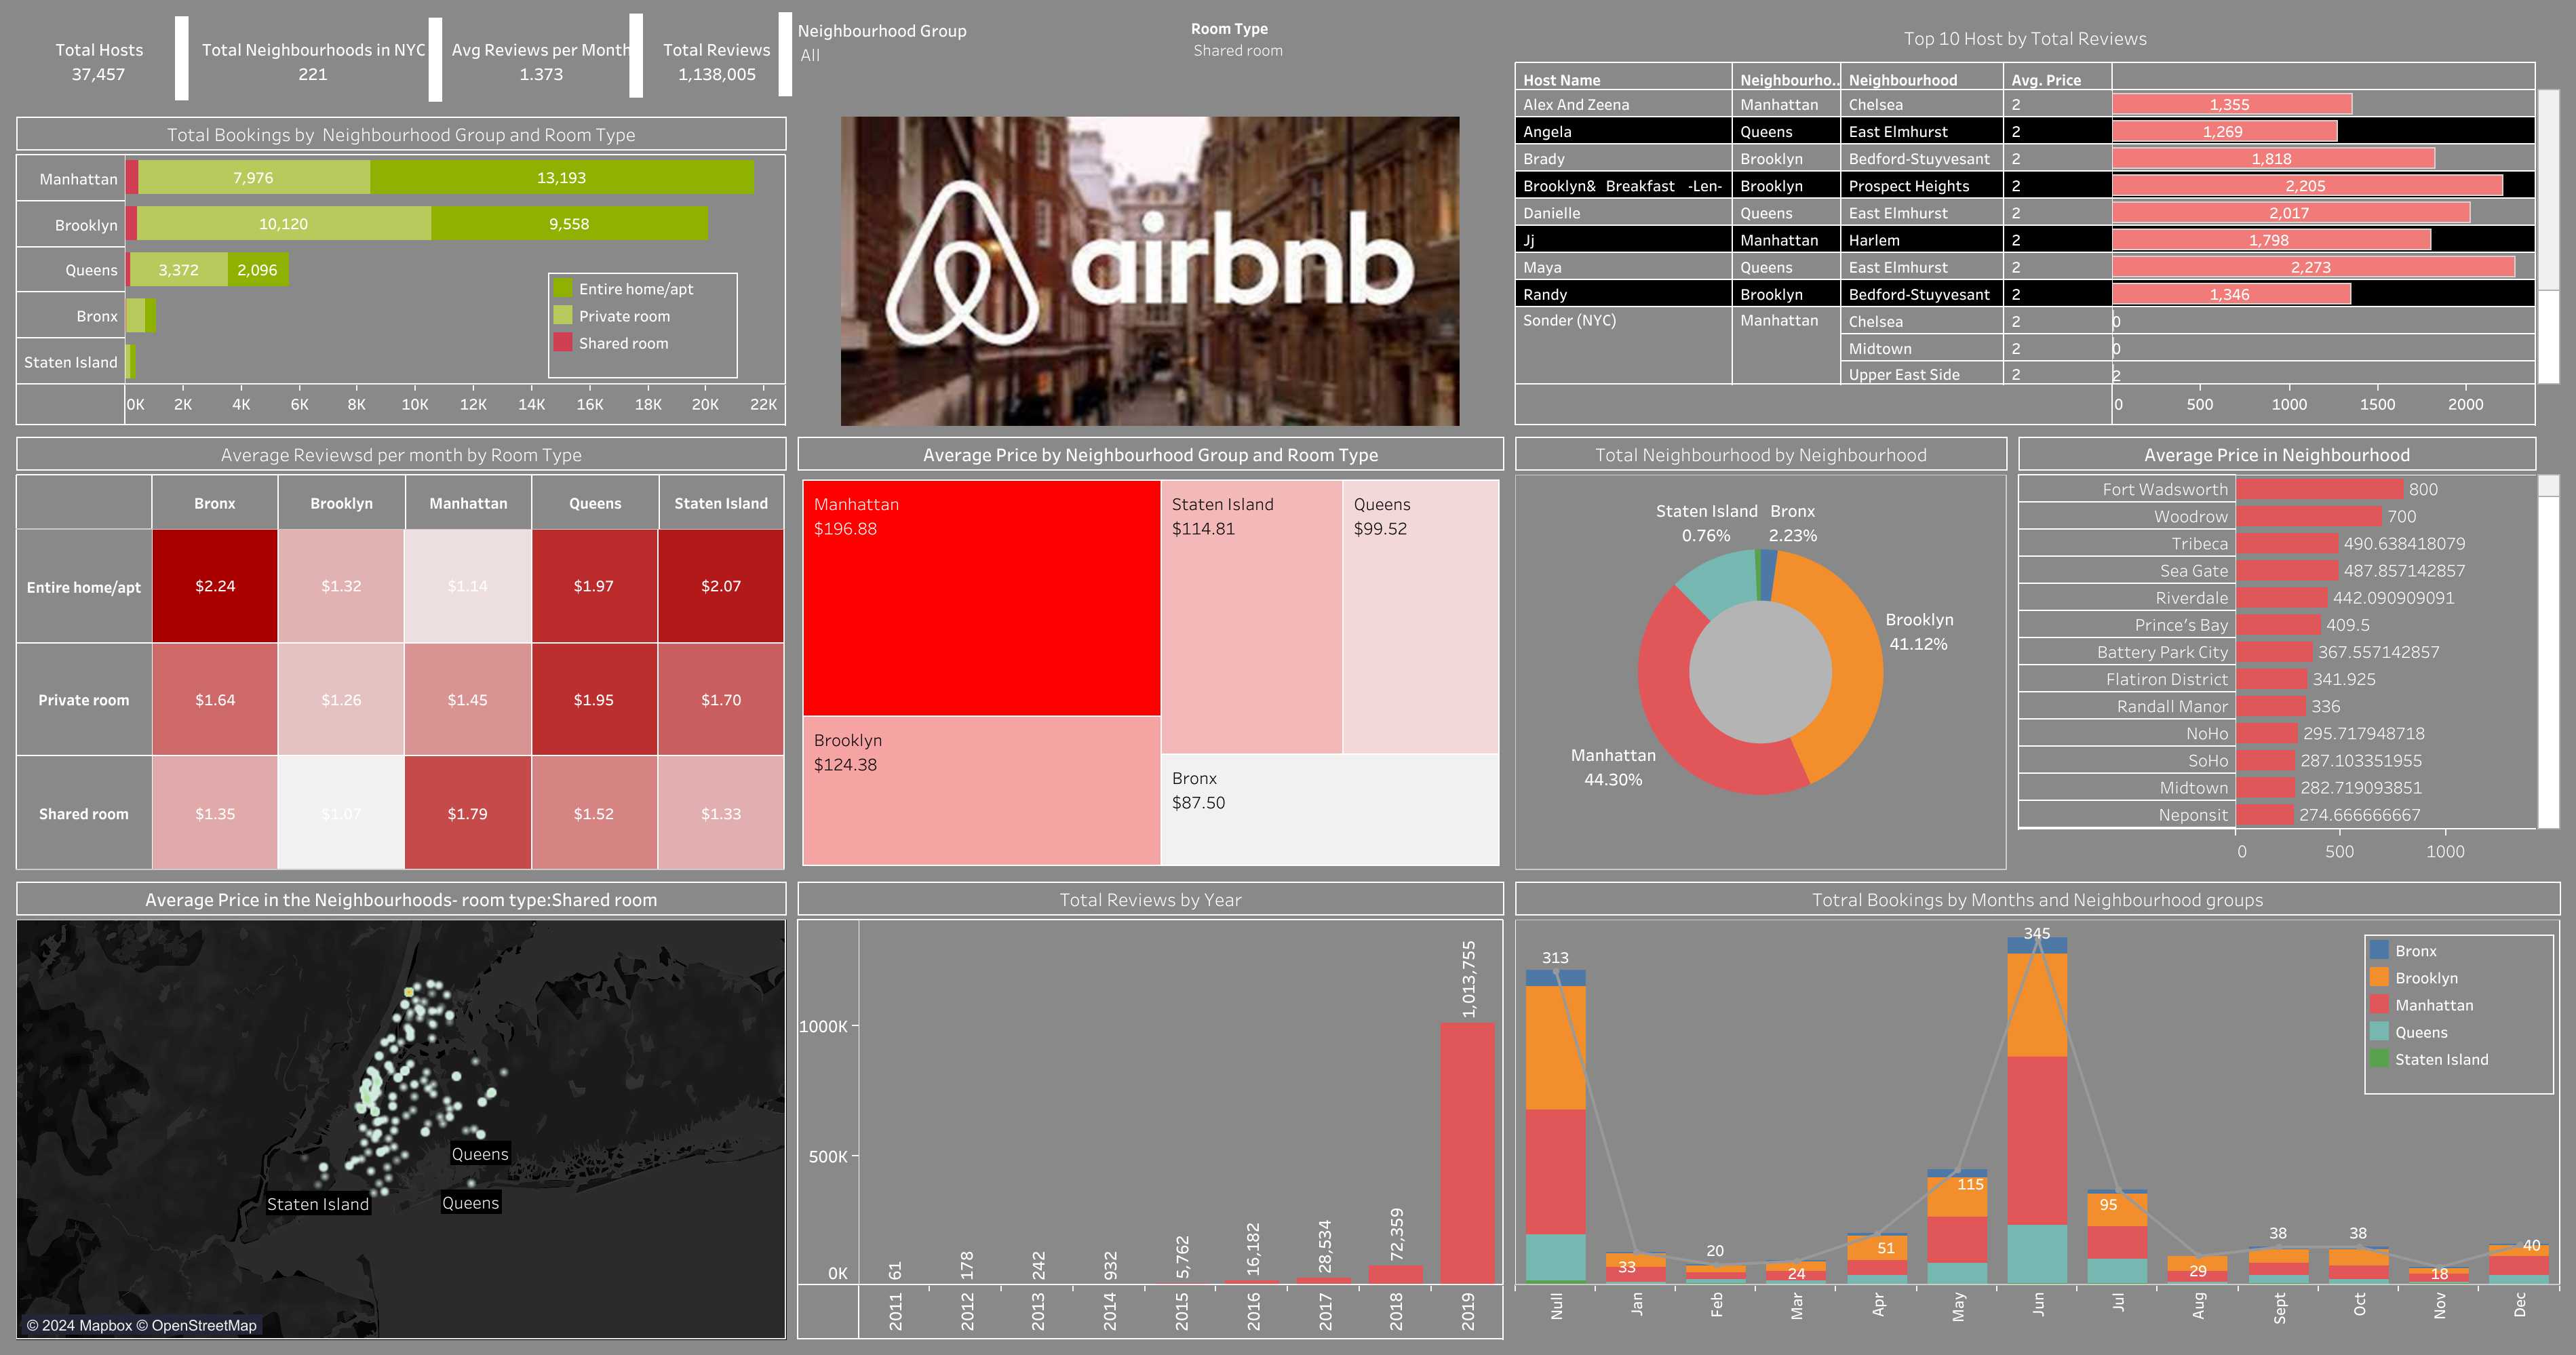 Total Hosts
37,457
Total Neighbourhoods in NYC
221
Avg Reviews per Month
1.373
Total Reviews
1,138,005
Neighbourhood Group
All
Room Type
Shared room
Total Bookings by Neighbourhood Group and Room Type
Manhattan 7,976 13,193
Brooklyn 10,120 9,558
Queens 3,372 2,096
Bronx
Staten Island
Entire home/apt
Private room
Shared room
0K 2K 4K 6K 8K 10K 12K 14K 16K 18K 20K 22K
airbnb
Top 10 Host by Total Reviews
Host Name Neighbourho.. Neighbourhood Avg. Price
Alex And Zeena Manhattan Chelsea 2 1,355
Angela Queens East Elmhurst 2 1,269
Brady Brooklyn Bedford-Stuyvesant 2 1,818
Brooklyn& Breakfast -Len- Brooklyn Prospect Heights 2 2,205
Danielle Queens East Elmhurst 2 2,017
Jj Manhattan Harlem 2 1,798
Maya Queens East Elmhurst 2 2,273
Randy Brooklyn Bedford-Stuyvesant 2 1,346
Sonder (NYC) Manhattan Chelsea 2 0
Midtown 2 0
Upper East Side 2 2
0 500 1000 1500 2000
Average Reviewsd per month by Room Type
Bronx Brooklyn Manhattan Queens Staten Island
Entire home/apt $2.24 $1.32 $1.14 $1.97 $2.07
Private room $1.64 $1.26 $1.45 $1.95 $1.70
Shared room $1.35 $1.07 $1.79 $1.52 $1.33
Average Price by Neighbourhood Group and Room Type
Manhattan
$196.88
Staten Island
$114.81
Queens
$99.52
Brooklyn
$124.38
Bronx
$87.50
Total Neighbourhood by Neighbourhood
Staten Island
0.76%
Bronx
2.23%
Brooklyn
41.12%
Manhattan
44.30%
Average Price in Neighbourhood
Fort Wadsworth 800
Woodrow 700
Tribeca 490.638418079
Sea Gate 487.857142857
Riverdale 442.090909091
Prince's Bay 409.5
Battery Park City 367.557142857
Flatiron District 341.925
Randall Manor 336
NoHo 295.717948718
SoHo 287.103351955
Midtown 282.719093851
Neponsit 274.666666667
0 500 1000
Average Price in the Neighbourhoods- room type:Shared room
Queens
Staten Island
Queens
© 2024 Mapbox © OpenStreetMap
Total Reviews by Year
1000K
500K
0K
61 178 242 932 5,762 16,182 28,534 72,359 1,013,755
2011 2012 2013 2014 2015 2016 2017 2018 2019
Totral Bookings by Months and Neighbourhood groups
313 33 20 24 51 115 345 95 29 38 38 18 40
Null Jan Feb Mar Apr May Jun Jul Aug Sept Oct Nov Dec
Bronx
Brooklyn
Manhattan
Queens
Staten Island